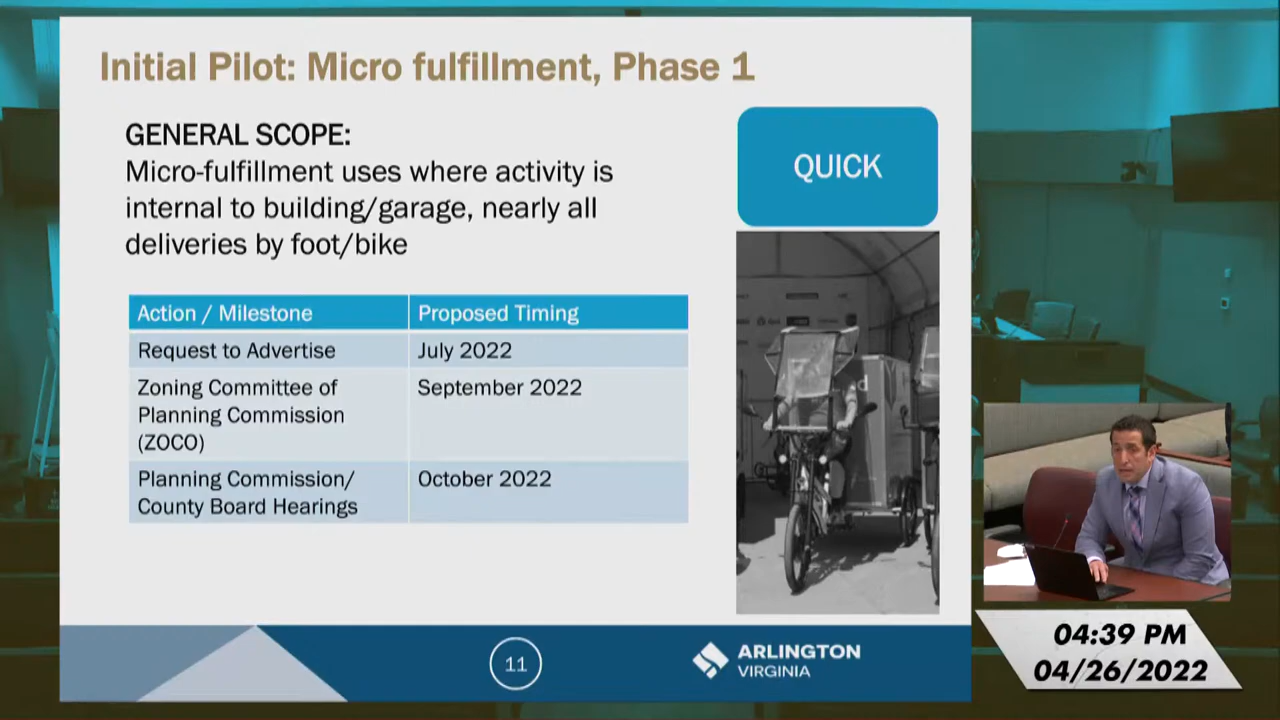 Initial Pilot: Micro fulfillment, Phase 1
GENERAL SCOPE:
Micro-fulfillment uses where activity is
internal to building/garage, nearly all
deliveries by foot/bike
QUICK
Action / Milestone
Proposed Timing
Request to Advertise
July 2022
Zoning Committee of
Planning Commission
(ZOCO)
September 2022
Planning Commission/
County Board Hearings
October 2022
11
ARLINGTON
VIRGINIA
04:39 PM
04/26/2022